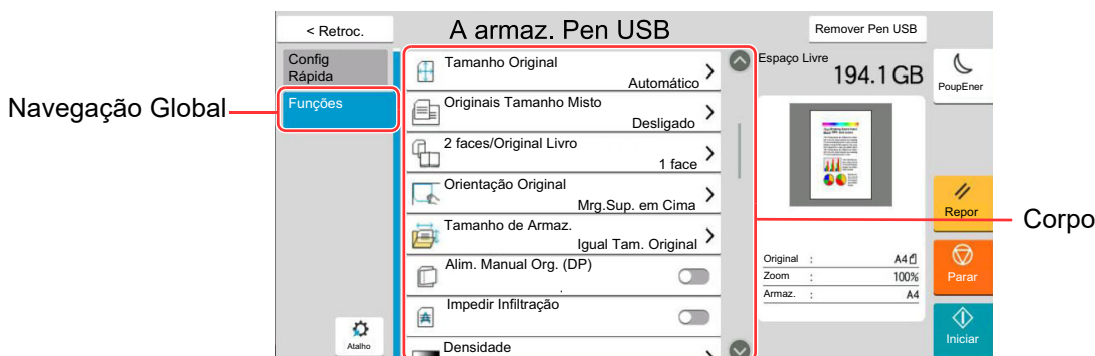 < Retroc.
A armaz. Pen USB
Remover Pen USB
Config
Rápida
Funções
Navegação Global
Tamanho Original
Automático
Originais Tamanho Misto
Desligado
2 faces/Original Livro
1 face
Orientação Original
Mrg.Sup. em Cima
Tamanho de Armaz.
Igual Tam. Original
Alim. Manual Org. (DP)
Impedir Infiltração
Densidade
Atalho
Espaço Livre
194.1 GB
Original : A4
Zoom : 100%
Armaz. : A4
PoupEner
Repor
Parar
Iniciar
Corpo